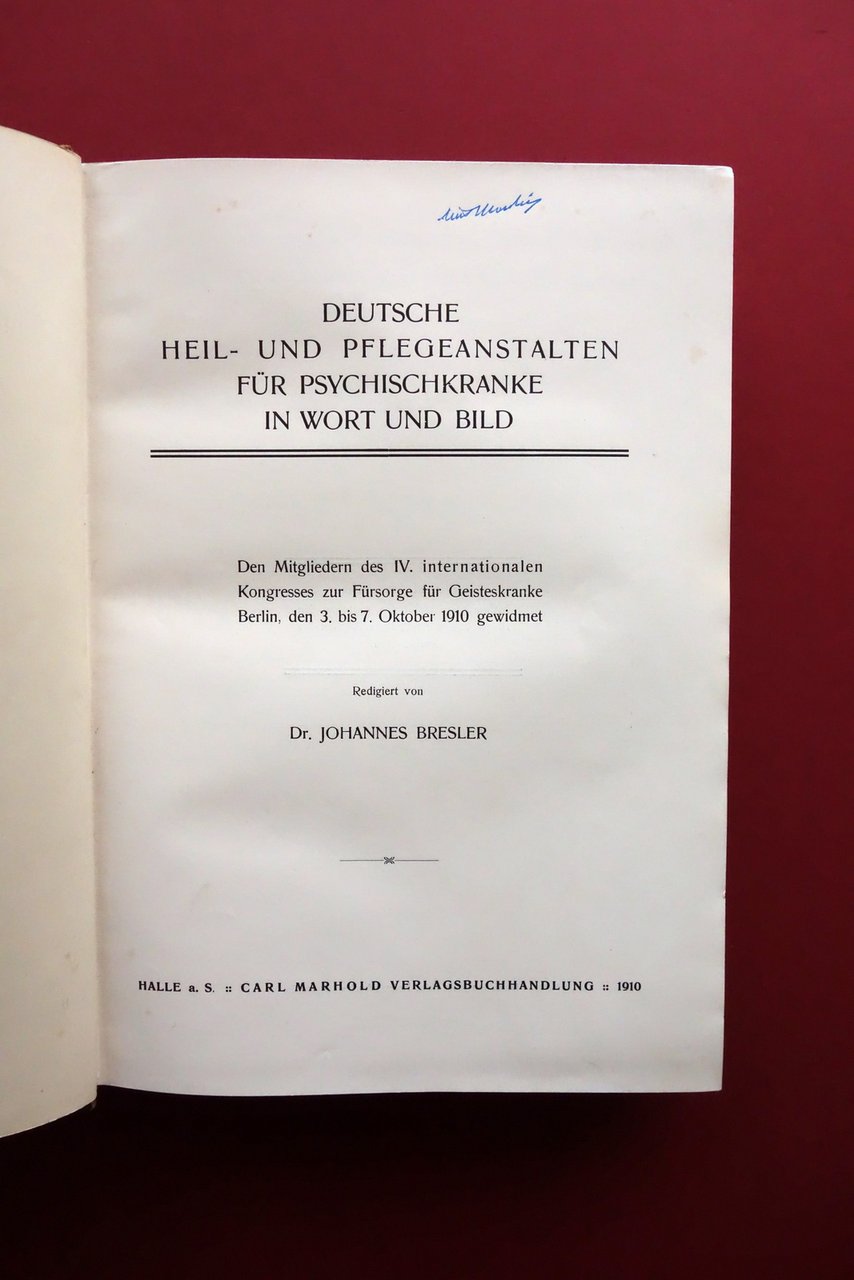 DEUTSCHE
HEIL- UND PFLEGEANSTALTEN
FÜR PSYCHISCHKRANKE
IN WORT UND BILD
Den Mitgliedern des IV. internationalen
Kongresses zur Fürsorge für Geisteskranke
Berlin, den 3. bis 7. Oktober 1910 gewidmet
Redigiert von
Dr. JOHANNES BRESLER
HALLE a. S. :: CARL MARHOLD VERLAGSBUCHHANDLUNG :: 1910